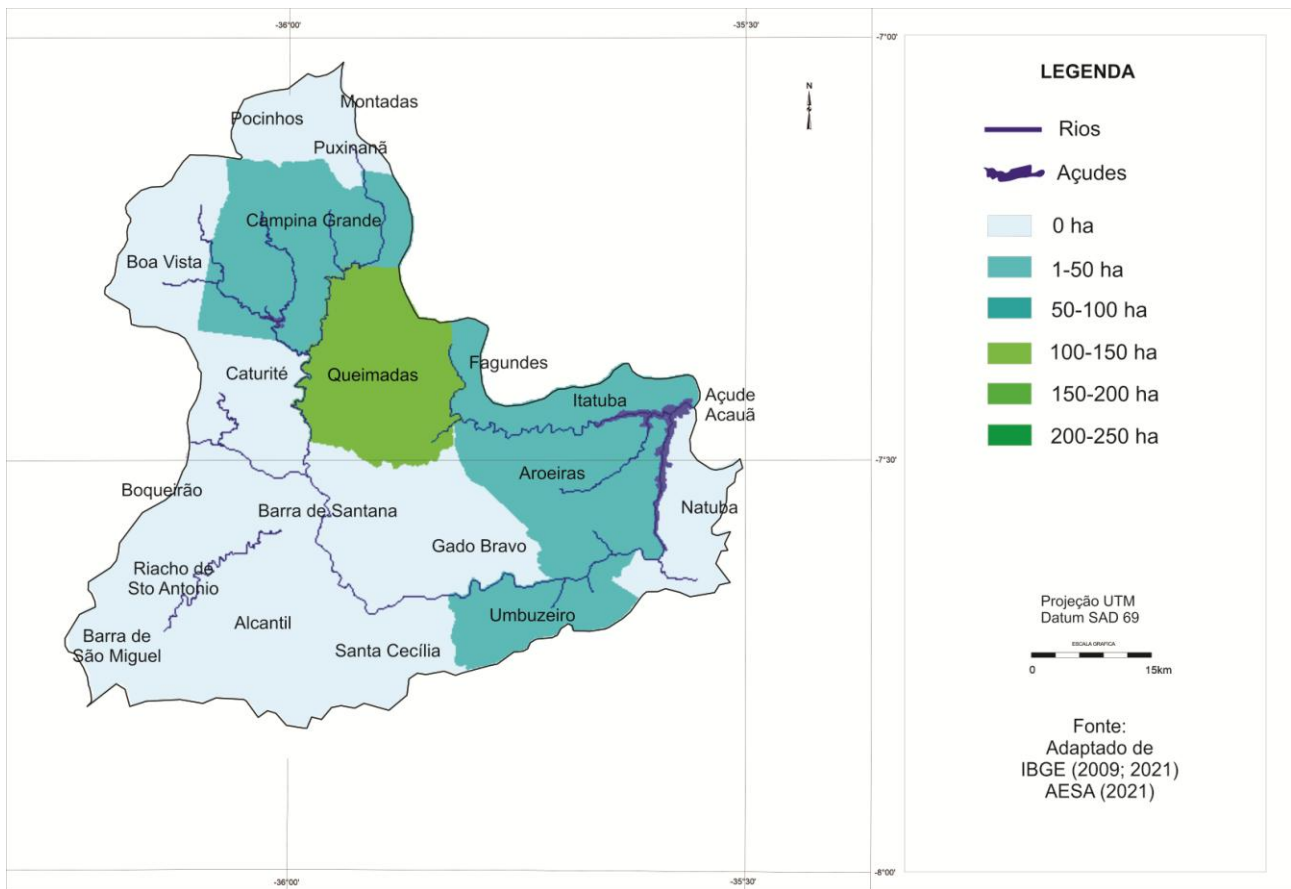 -36°00'
-35°30'
-7°00'
Montadas
Pocinhos
Puxinanã
Campina Grande
Boa Vista
Fagundes
Caturité
Queimadas
Itatuba
Açude
Acauã
-7°30'
Aroeiras
Boqueirão
Barra de Santana
Natuba
Gado Bravo
Riacho de
Sto Antonio
Umbuzeiro
Alcantil
Barra de
São Miguel
Santa Cecília
-8°00'
-36°00'
-35°30'
N
LEGENDA
Rios
Açudes
0 ha
1-50 ha
50-100 ha
100-150 ha
150-200 ha
200-250 ha
Projeção UTM
Datum SAD 69
ESCALA GRAFICA
0 15km
Fonte:
Adaptado de
IBGE (2009; 2021)
AESA (2021)